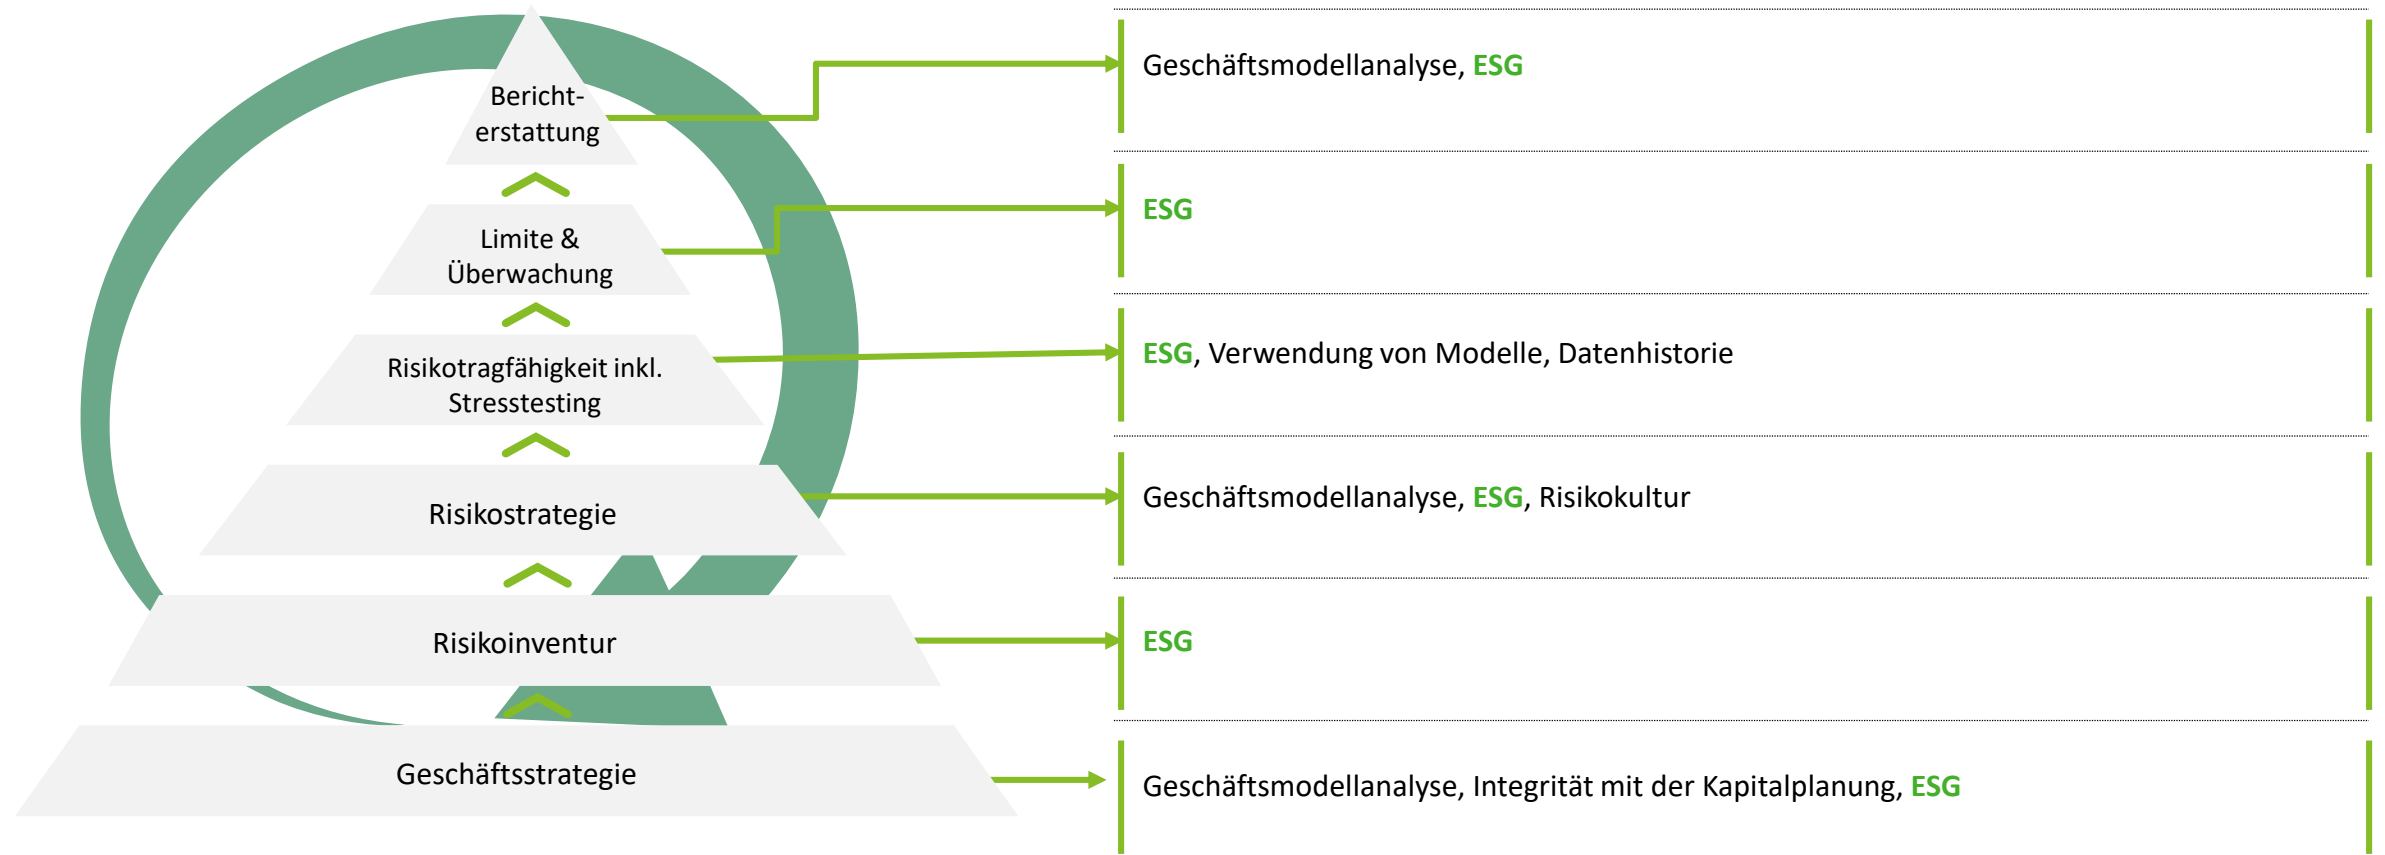 Bericht-
erstattung
Geschäftsmodellanalyse, ESG
Limite &
Überwachung
ESG
Risikotragfähigkeit inkl.
Stresstesting
ESG, Verwendung von Modelle, Datenhistorie
Risikostrategie
Geschäftsmodellanalyse, ESG, Risikokultur
Risikoinventur
ESG
Geschäftsstrategie
Geschäftsmodellanalyse, Integrität mit der Kapitalplanung, ESG